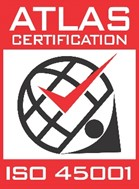 ATLAS
CERTIFICATION
ISO 45001